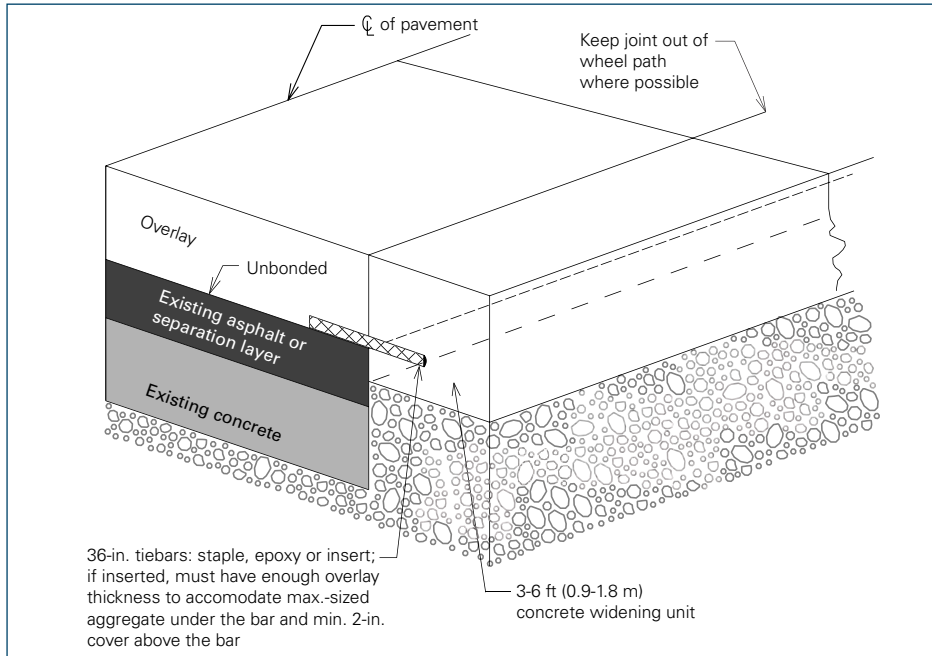 ℄ of pavement
Keep joint out of
wheel path
where possible
Overlay
Unbonded
Existing asphalt or
separation layer
Existing concrete
36-in. tiebars: staple, epoxy or insert;
if inserted, must have enough overlay
thickness to accomodate max.-sized
aggregate under the bar and min. 2-in.
cover above the bar
3-6 ft (0.9-1.8 m)
concrete widening unit